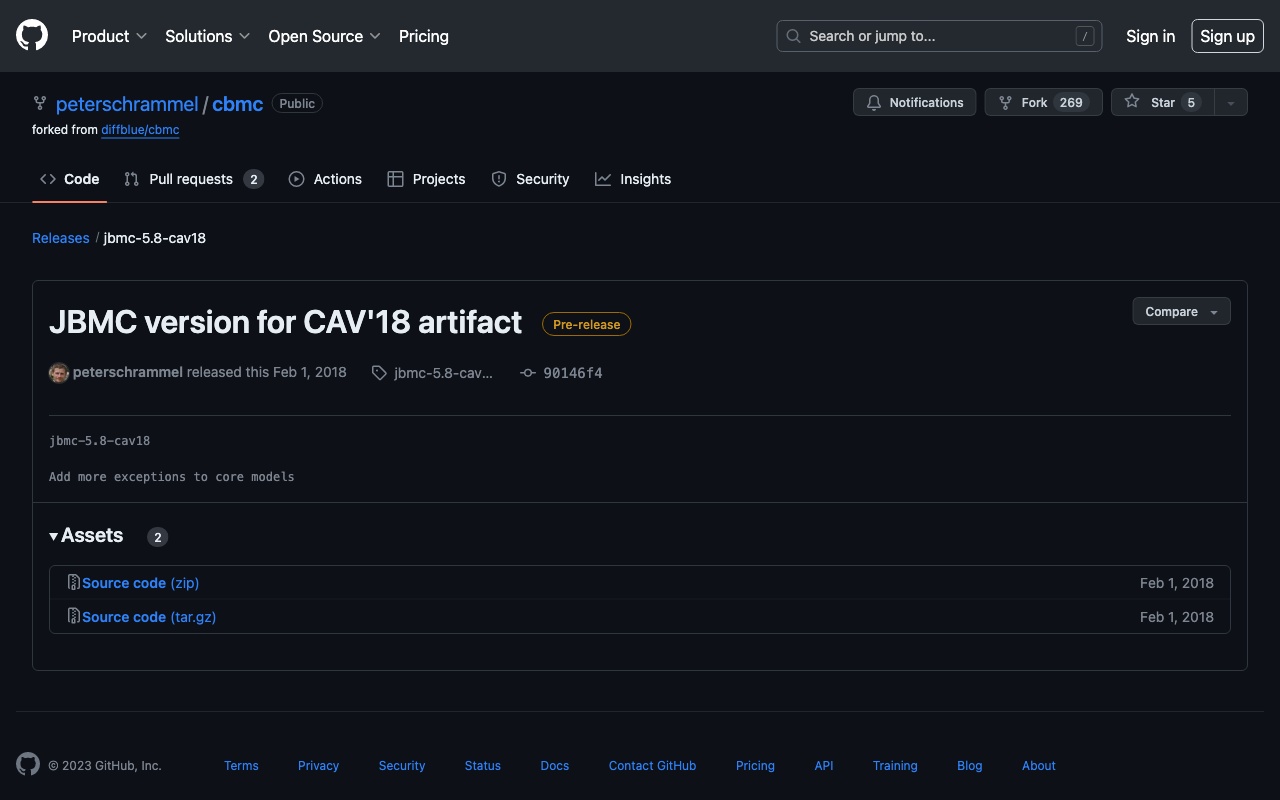 Product Solutions Open Source Pricing Search or jump to... / Sign in Sign up
peterschrammel / cbmc Public Notifications Fork 269 Star 5
forked from diffblue/cbmc
Code Pull requests 2 Actions Projects Security Insights
Releases / jbmc-5.8-cav18
JBMC version for CAV'18 artifact Pre-release Compare
peterschrammel released this Feb 1, 2018 jbmc-5.8-cav... 90146f4
jbmc-5.8-cav18
Add more exceptions to core models
Assets 2
Source code (zip) Feb 1, 2018
Source code (tar.gz) Feb 1, 2018
© 2023 GitHub, Inc. Terms Privacy Security Status Docs Contact GitHub Pricing API Training Blog About